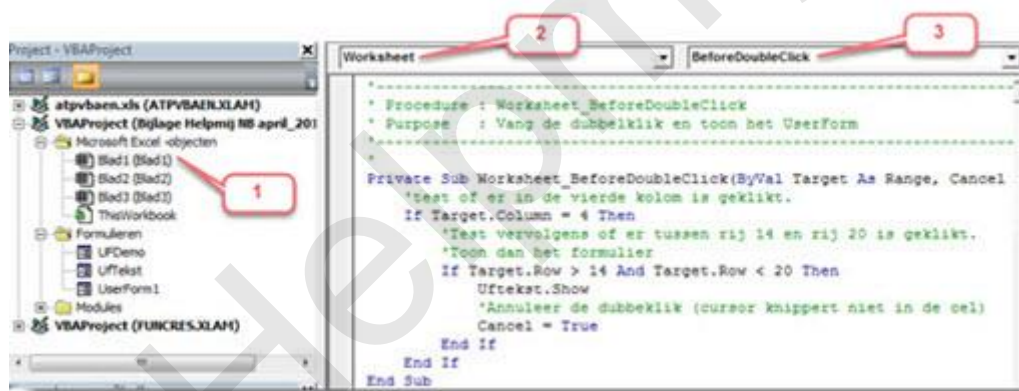 Project - VBAProject
atpvbaen.xls (ATPVBAEN.XLAM)
VBAProject (Bijlage Helpmij NB april_201
Microsoft Excel -objecten
Blad1 (Blad1)
Blad2 (Blad2)
Blad3 (Blad3)
ThisWorkbook
Formulieren
UFDemo
UfTekst
UserForm1
Modules
VBAProject (FUNCRES.XLAM)
1
Worksheet
2
BeforeDoubleClick
3
'---------------------------------------------------------------
' Procedure : Worksheet_BeforeDoubleClick
' Purpose : Vang de dubbelklik en toon het UserForm
'---------------------------------------------------------------
'
Private Sub Worksheet_BeforeDoubleClick(ByVal Target As Range, Cancel
'test of er in de vierde kolom is geklikt.
If Target.Column = 4 Then
'Test vervolgens of er tussen rij 14 en rij 20 is geklikt.
'Toon dan het formulier
If Target.Row > 14 And Target.Row < 20 Then
Uftekst.Show
'Annuleer de dubbeklik (cursor knippert niet in de cel)
Cancel = True
End If
End If
End Sub